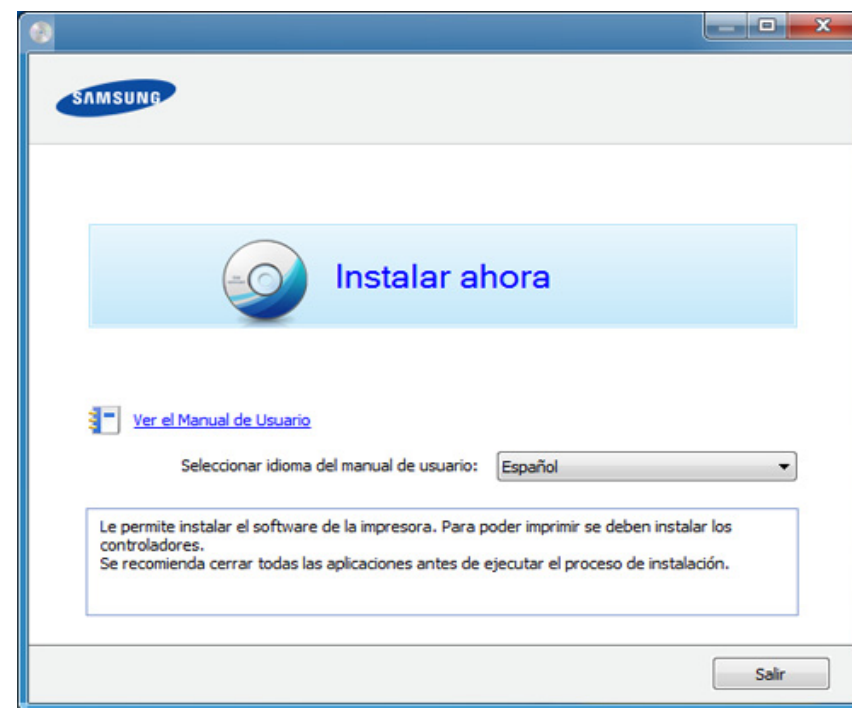 SAMSUNG
Instalar ahora
Ver el Manual de Usuario
Seleccionar idioma del manual de usuario: Español
Le permite instalar el software de la impresora. Para poder imprimir se deben instalar los
controladores.
Se recomienda cerrar todas las aplicaciones antes de ejecutar el proceso de instalación.
Salir